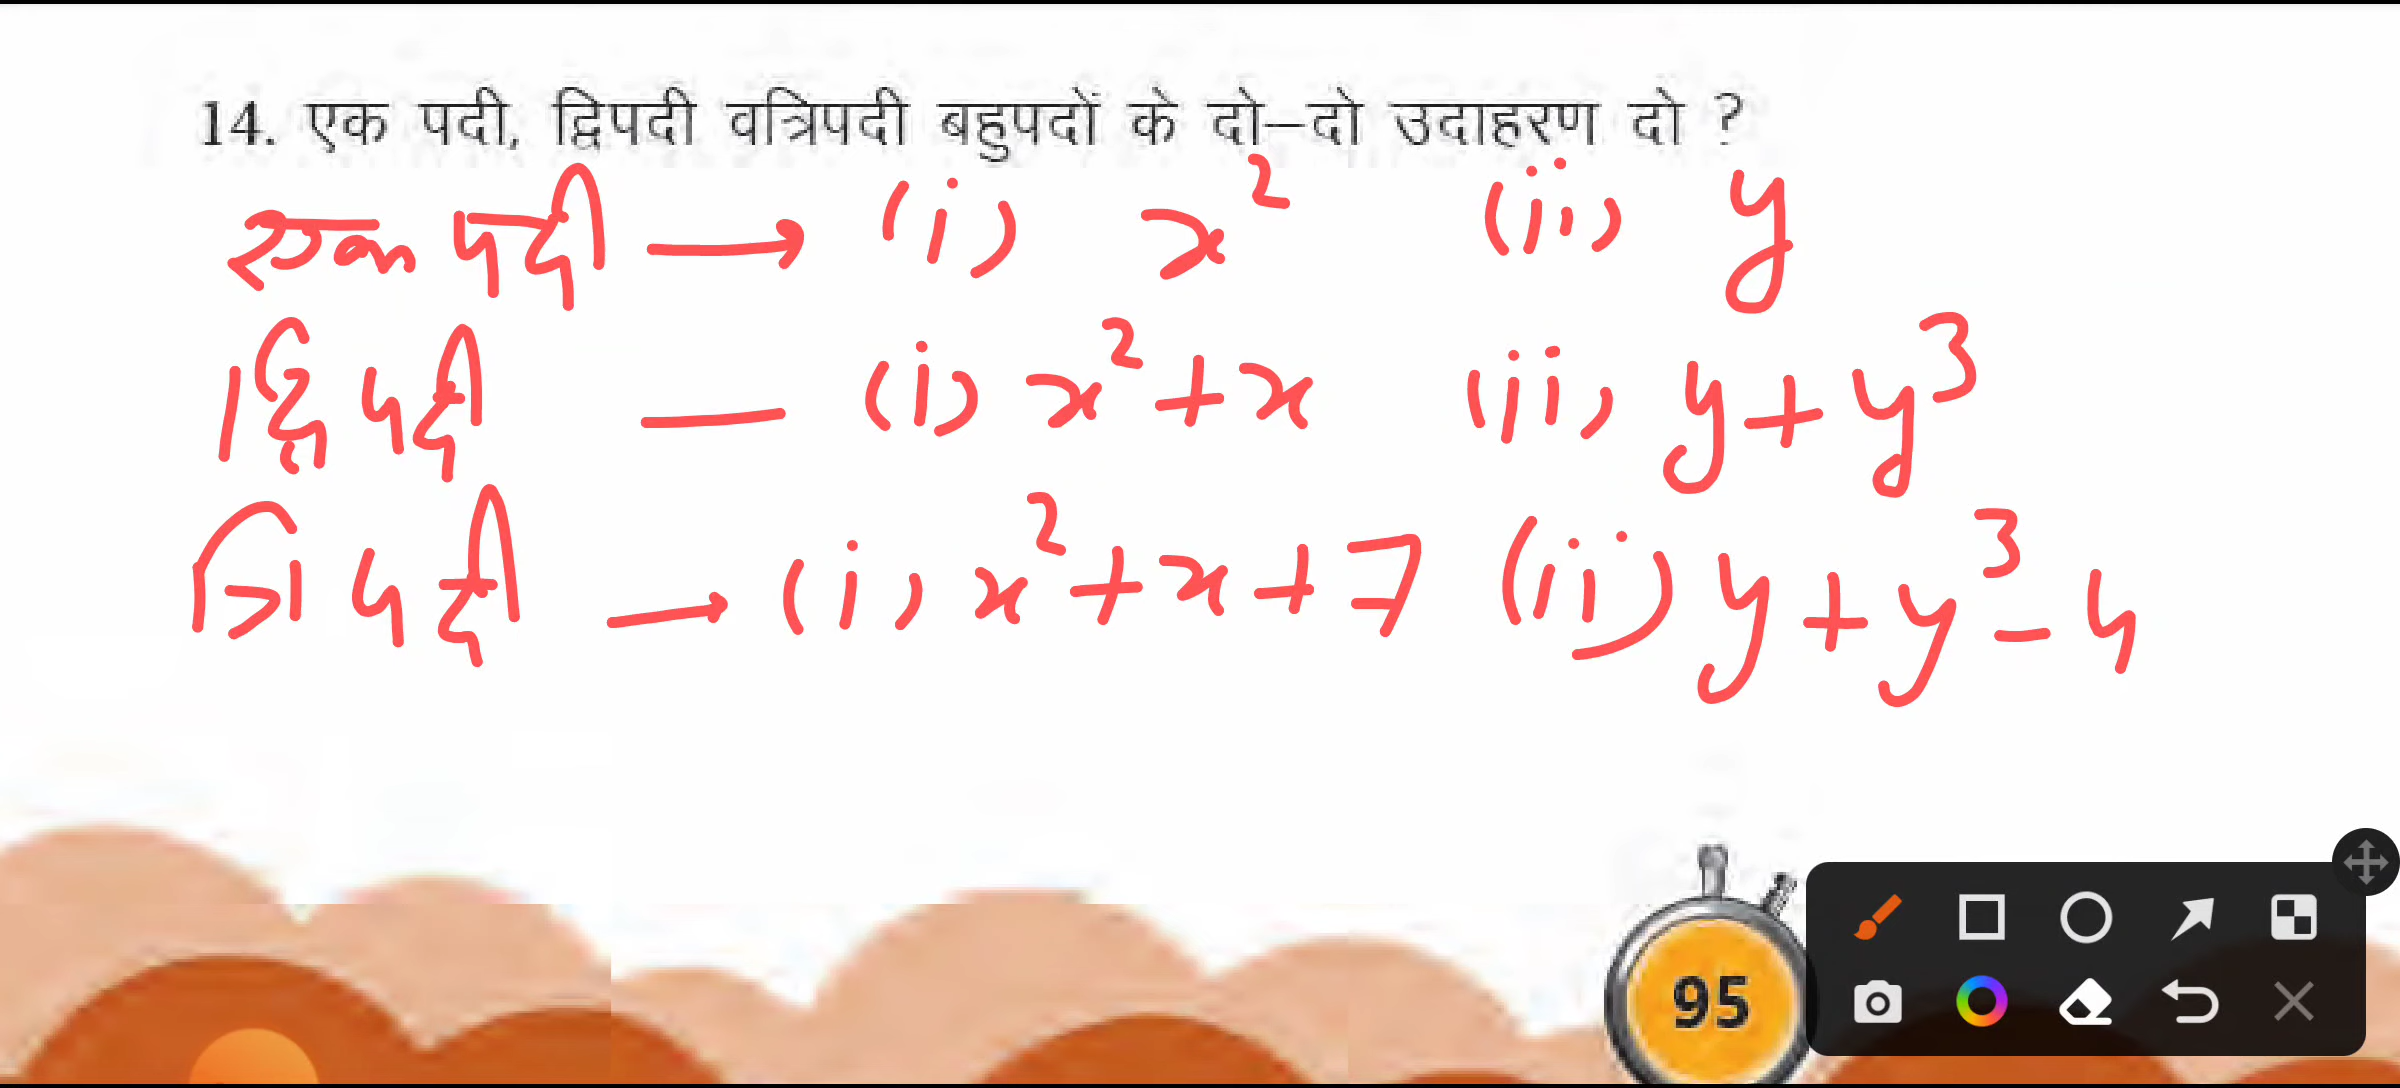 14. एक पदी, द्विपदी वत्रिपदी बहुपदों के दो–दो उदाहरण दो ?
एक पदी → (i) x² (ii) y
द्विपदी — (i) x²+x (ii) y+y³
त्रिपदी → (i) x²+x+7 (ii) y+y³-4
95